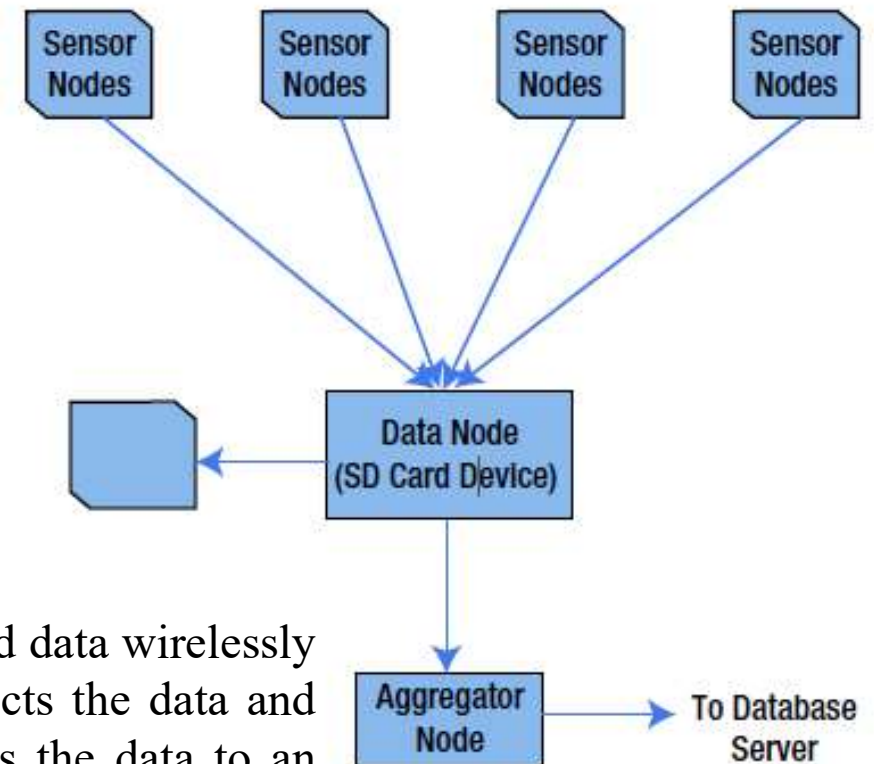 Sensor
Nodes
Sensor
Nodes
Sensor
Nodes
Sensor
Nodes
Data Node
(SD Card Device)
data wirelessly
cts the data and
the data to an
Aggregator
Node
To Database
Server